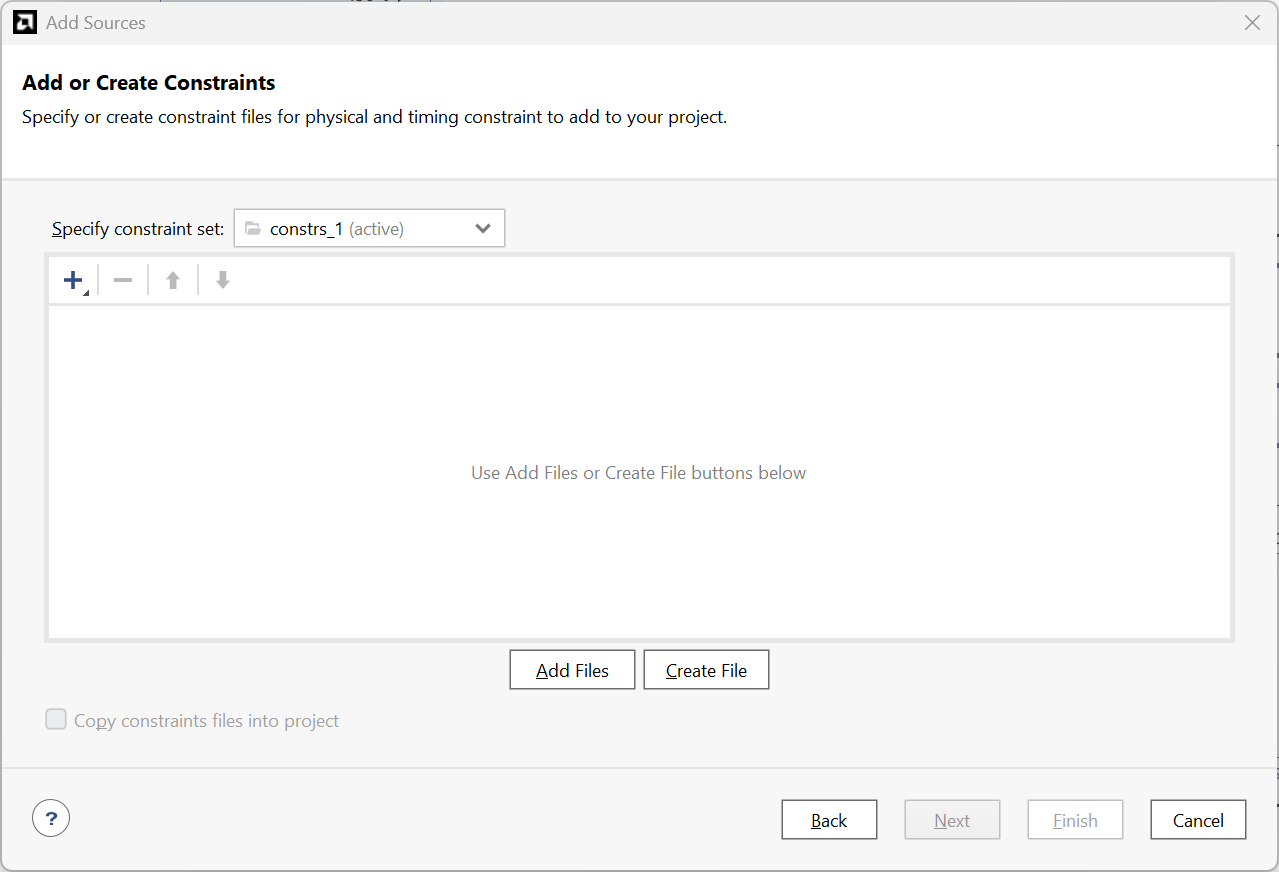 Add Sources
Add or Create Constraints
Specify or create constraint files for physical and timing constraint to add to your project.
Specify constraint set: constrs_1 (active)
Use Add Files or Create File buttons below
Add Files Create File
Copy constraints files into project
? Back Next Finish Cancel